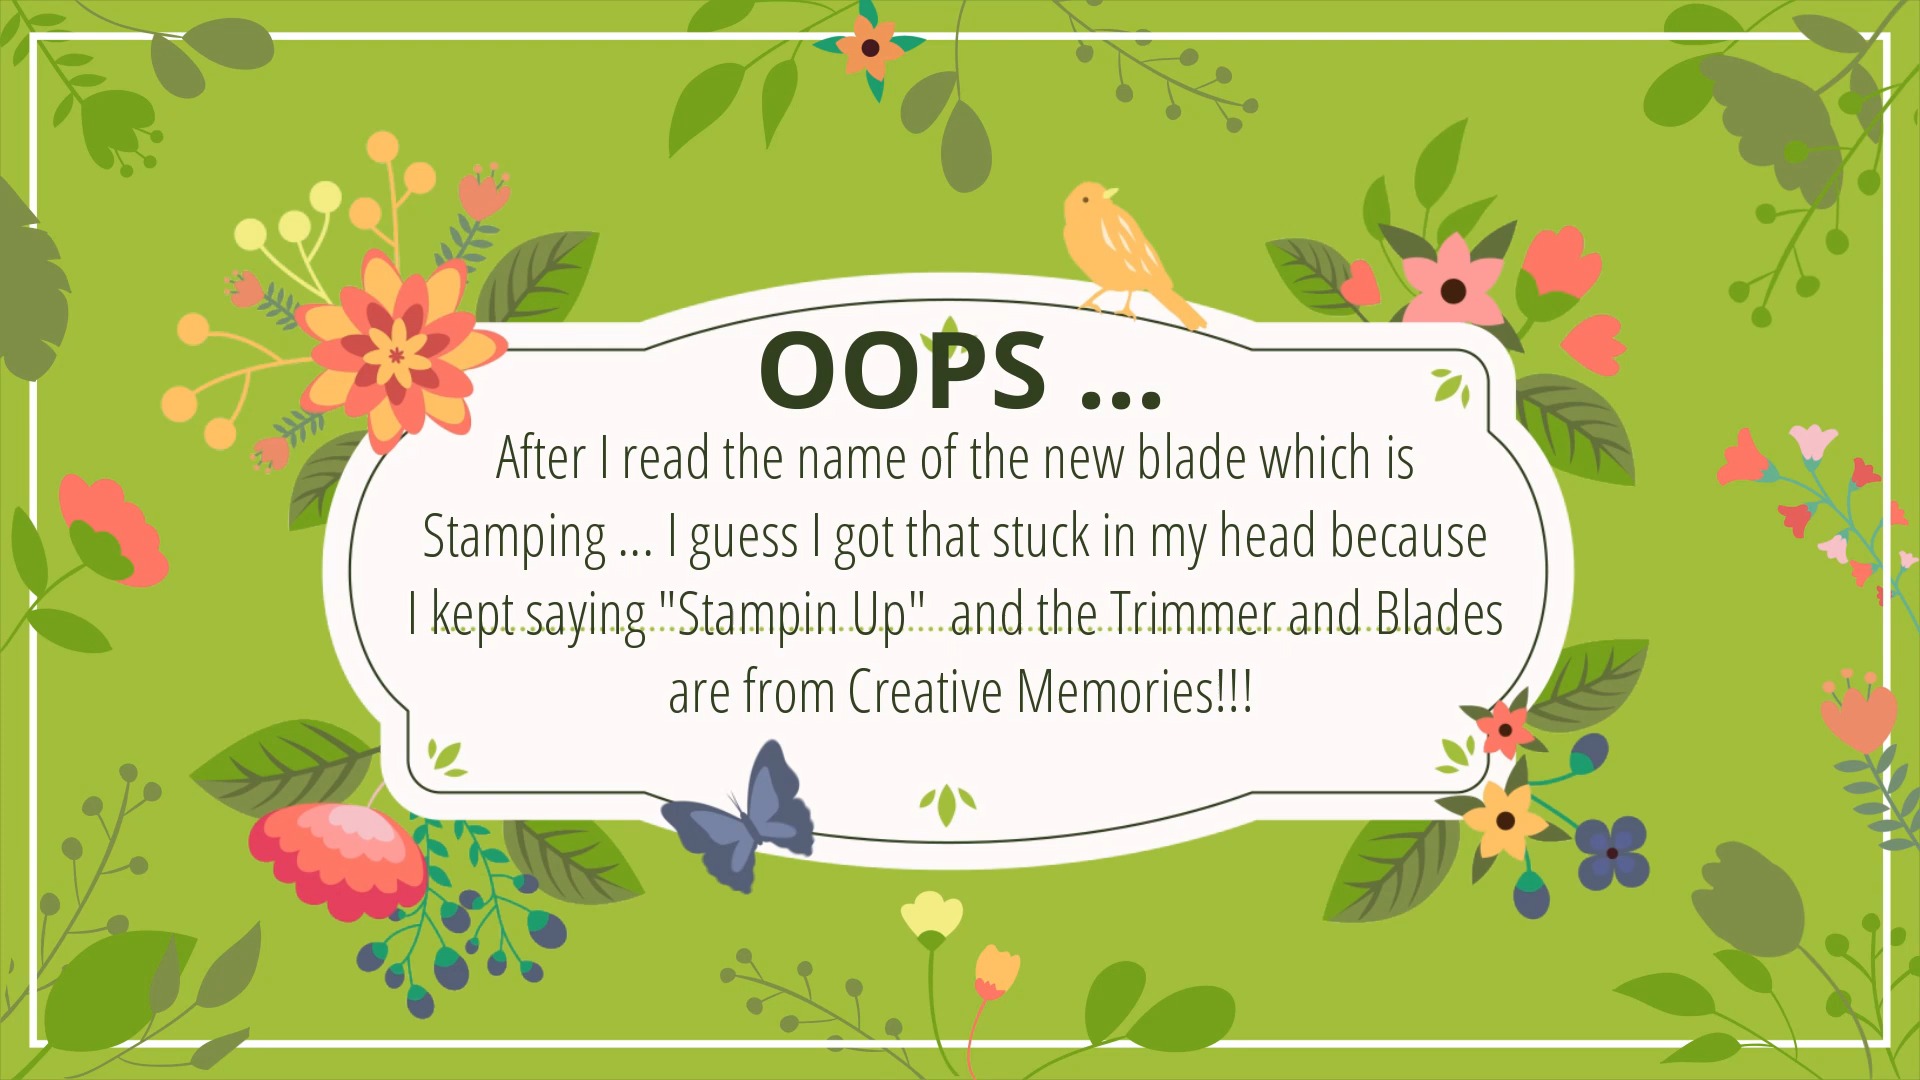 OOPS ...
After I read the name of the new blade which is
Stamping ... I guess I got that stuck in my head because
I kept saying "Stampin Up"  and the Trimmer and Blades
are from Creative Memories!!!